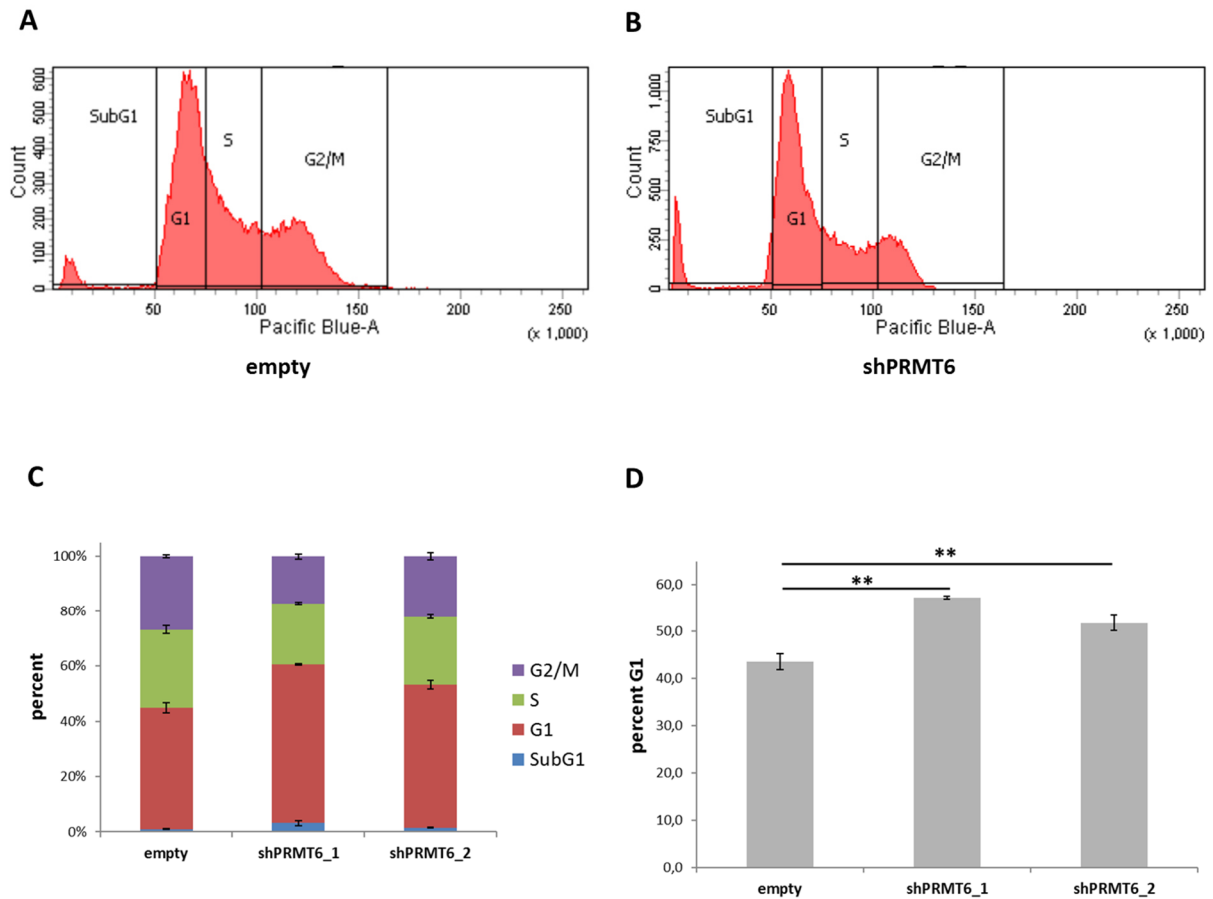 A
Count
600
500
400
300
200
100
0
SubG1
G1
S
G2/M
50
100
150
200
250
Pacific Blue-A
(x 1,000)
empty
B
Count
1,000
750
500
250
0
SubG1
G1
S
G2/M
50
100
150
200
250
Pacific Blue-A
(x 1,000)
shPRMT6
C
percent
100%
80%
60%
40%
20%
0%
empty
shPRMT6_1
shPRMT6_2
G2/M
S
G1
SubG1
D
percent G1
60,0
50,0
40,0
30,0
20,0
10,0
0,0
**
**
empty
shPRMT6_1
shPRMT6_2